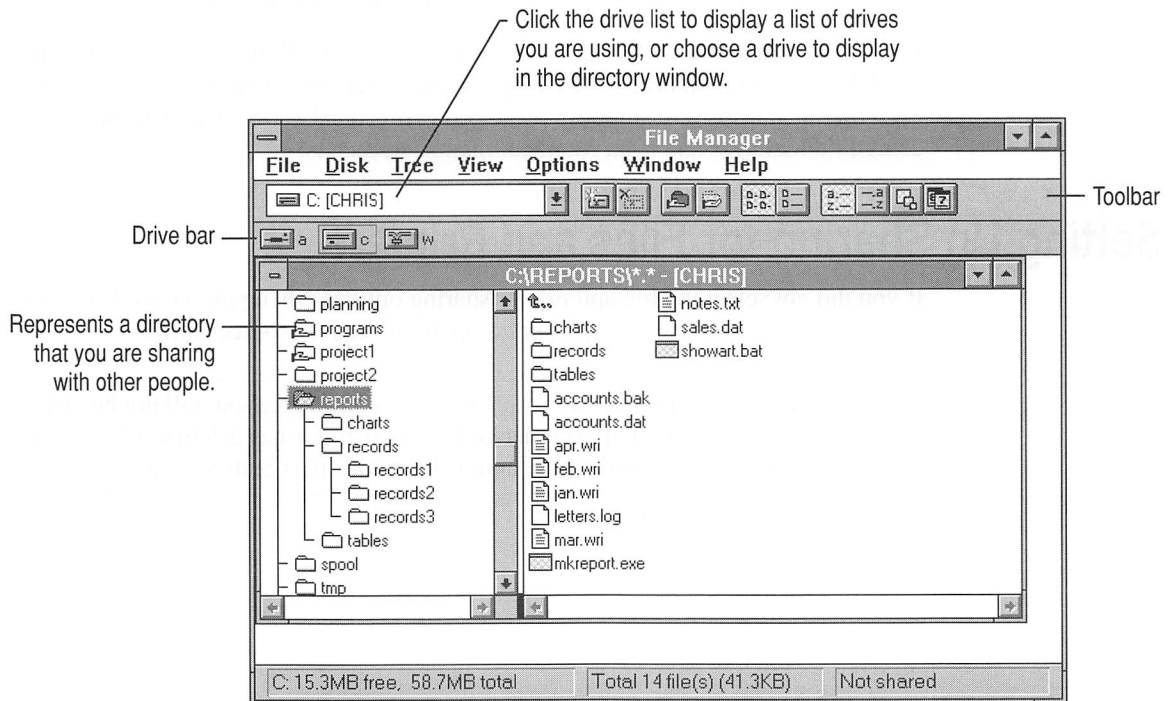 Click the drive list to display a list of drives
you are using, or choose a drive to display
in the directory window.
File Manager
File Disk Tree View Options Window Help
C: [CHRIS]
Toolbar
Drive bar
a c w
C:\REPORTS\*.* - [CHRIS]
Represents a directory
that you are sharing
with other people.
planning
programs
project1
project2
reports
charts
records
records1
records2
records3
tables
spool
tmp
charts
records
tables
accounts.bak
accounts.dat
apr.wri
feb.wri
jan.wri
letters.log
mar.wri
mkreport.exe
notes.txt
sales.dat
showart.bat
C: 15.3MB free, 58.7MB total Total 14 file(s) (41.3KB) Not shared